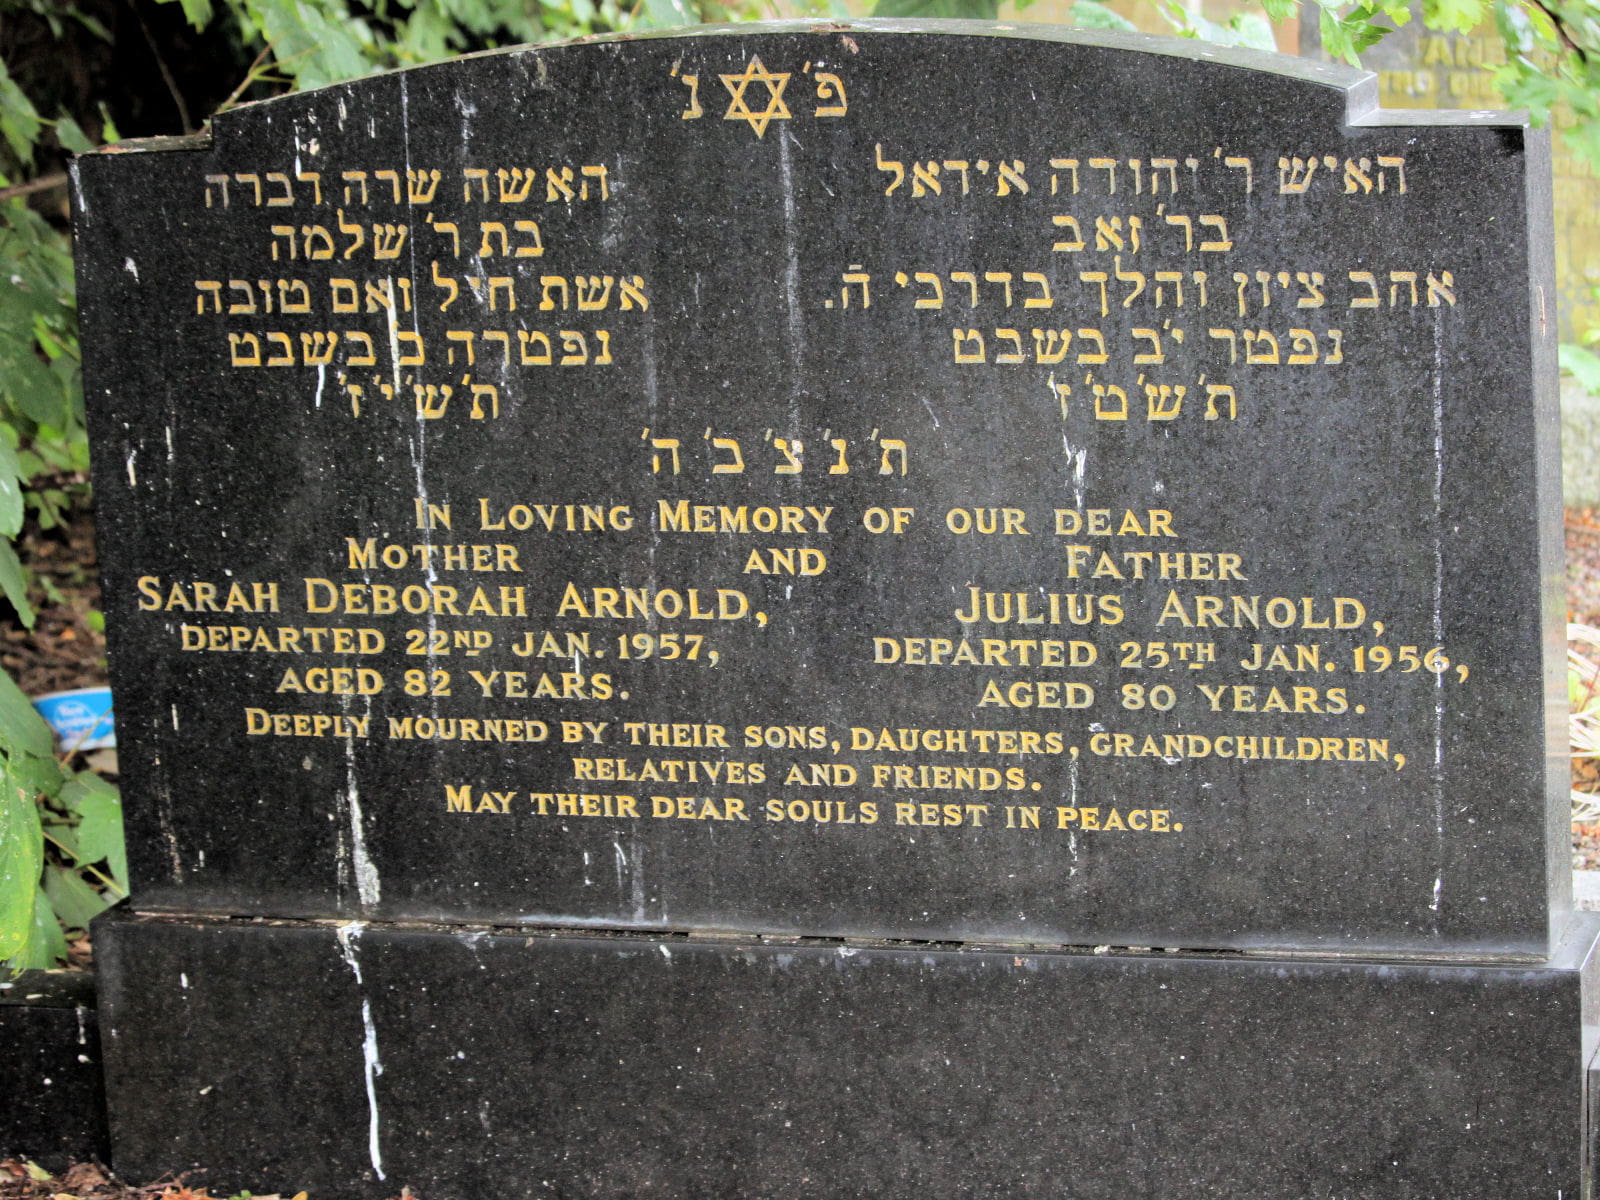 פ' נ'
האיש ר' יהודה אידאל
בר' זאב
אהב ציון והלך בדרכי ה.
נפטר י'ב בשבט
ת'ש'ט'ז'
האשה שרה דברה
בת ר' שלמה
אשת חיל ואם טובה
נפטרה כ' בשבט
ת'ש'י'ז'
ת'נ'צ'ב'ה'
In Loving Memory of our dear
Mother and Father
Sarah Deborah Arnold,
departed 22nd Jan. 1957,
aged 82 years.
Julius Arnold,
departed 25th Jan. 1956,
aged 80 years.
Deeply mourned by their sons, daughters, grandchildren,
relatives and friends.
May their dear souls rest in peace.